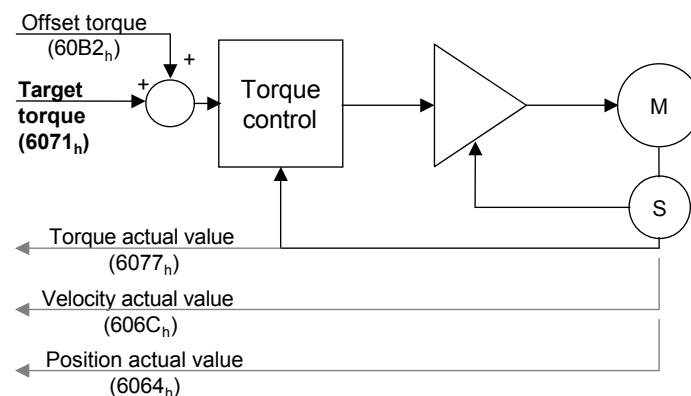 Offset torque
(60B2h)
+
+
Target
torque
(6071h)
Torque
control
M
S
Torque actual value
(6077h)
Velocity actual value
(606Ch)
Position actual value
(6064h)